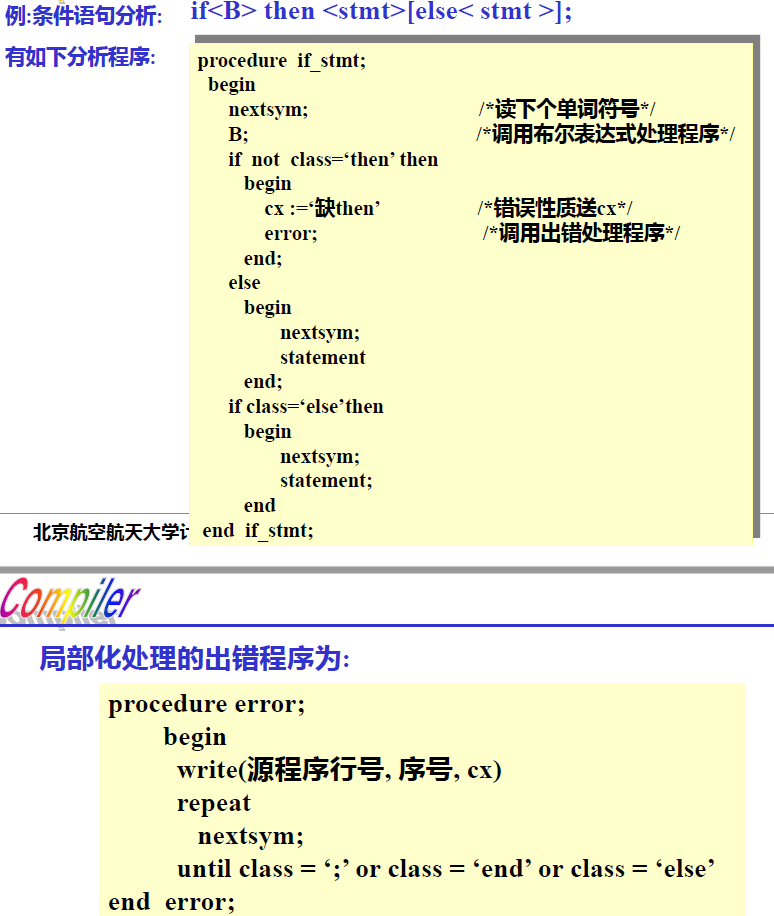 例:条件语句分析: if<B> then <stmt>[else< stmt >];
有如下分析程序:
procedure if_stmt;
begin
nextsym; /*读下个单词符号*/
B; /*调用布尔表达式处理程序*/
if not class=‘then’ then
begin
cx :=‘缺then’ /*错误性质送cx*/
error; /*调用出错处理程序*/
end;
else
begin
nextsym;
statement
end;
if class=‘else’then
begin
nextsym;
statement;
end
end if_stmt;
北京航空航天大学
Compiler
局部化处理的出错程序为:
procedure error;
begin
write(源程序行号, 序号, cx)
repeat
nextsym;
until class = ‘;’ or class = ‘end’ or class = ‘else’
end error;